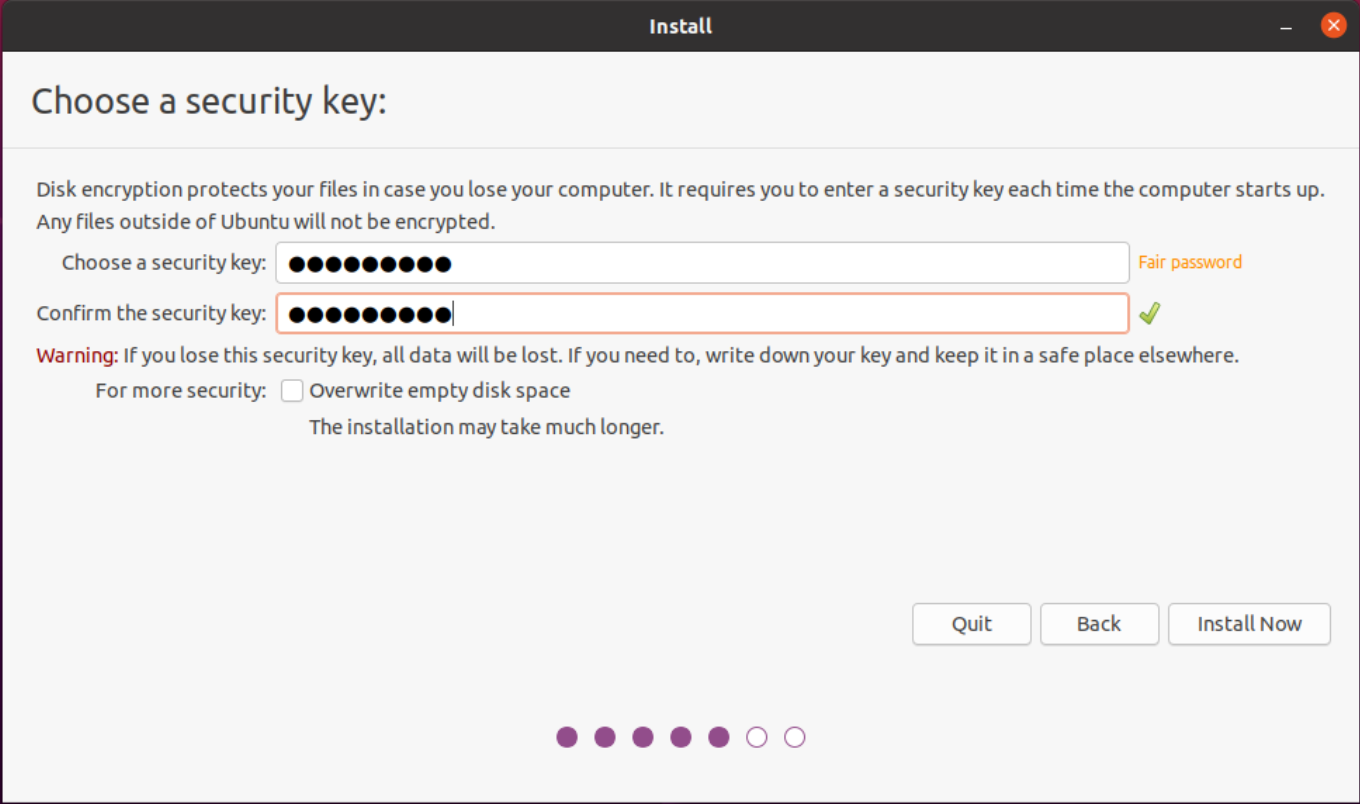 Install
Choose a security key:
Disk encryption protects your files in case you lose your computer. It requires you to enter a security key each time the computer starts up.
Any files outside of Ubuntu will not be encrypted.
Choose a security key: ●●●●●●●●● Fair password
Confirm the security key: ●●●●●●●●●
Warning: If you lose this security key, all data will be lost. If you need to, write down your key and keep it in a safe place elsewhere.
For more security: Overwrite empty disk space
The installation may take much longer.
Quit Back Install Now